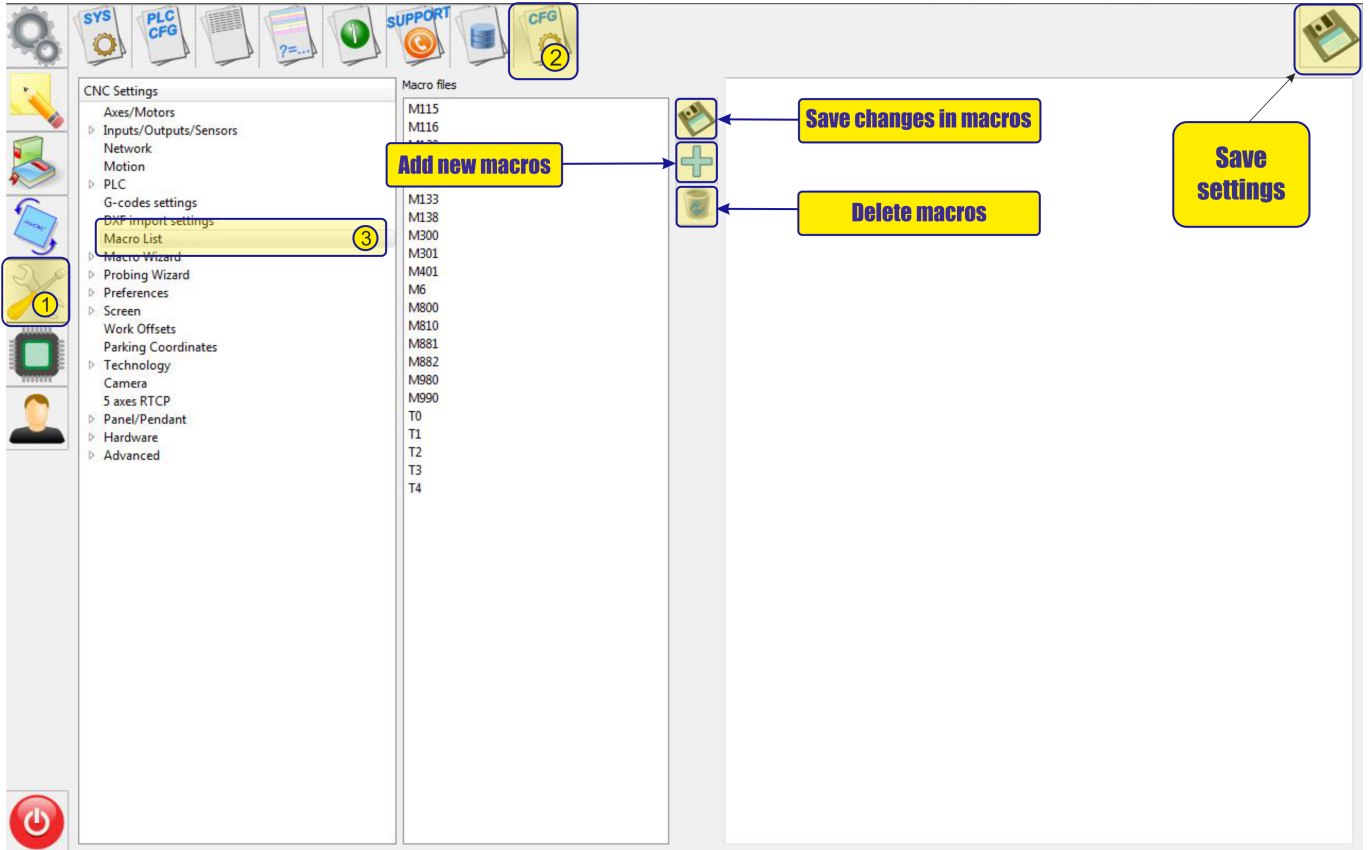 SYS
PLC
CFG
?=...
SUPPORT
CFG
2
CNC Settings
Axes/Motors
Inputs/Outputs/Sensors
Network
Motion
PLC
G-codes settings
DXF import settings
Macro List
3
Macro Wizard
Probing Wizard
Preferences
Screen
Work Offsets
Parking Coordinates
Technology
Camera
5 axes RTCP
Panel/Pendant
Hardware
Advanced
myCNC
1
Macro files
M115
M116
M133
M138
M300
M301
M401
M6
M800
M810
M881
M882
M980
M990
T0
T1
T2
T3
T4
Save changes in macros
Add new macros
Delete macros
Save
settings